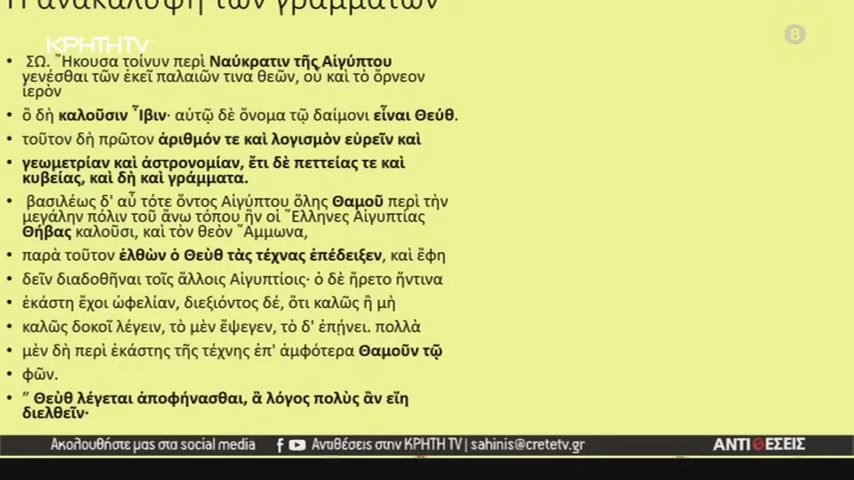 Η ανακάλυψη των γραμμάτων
ΚΡΗΤΗTV
8
• ΣΩ. Ἤκουσα τοίνυν περὶ Ναύκρατιν τῆς Αἰγύπτου
γενέσθαι τῶν ἐκεῖ παλαιῶν τινα θεῶν, οὗ καὶ τὸ ὄρνεον
ἱερὸν
• ὃ δὴ καλοῦσιν Ἶβιν· αὐτῷ δὲ ὄνομα τῷ δαίμονι εἶναι Θεύθ.
• τοῦτον δὴ πρῶτον ἀριθμόν τε καὶ λογισμὸν εὑρεῖν καὶ
• γεωμετρίαν καὶ ἀστρονομίαν, ἔτι δὲ πεττείας τε καὶ
κυβείας, καὶ δὴ καὶ γράμματα.
• βασιλέως δ' αὖ τότε ὄντος Αἰγύπτου ὅλης Θαμοῦ περὶ τὴν
μεγάλην πόλιν τοῦ ἄνω τόπου ἣν οἱ Ἕλληνες Αἰγυπτίας
Θήβας καλοῦσι, καὶ τὸν θεὸν Ἄμμωνα,
• παρὰ τοῦτον ἐλθὼν ὁ Θεὺθ τὰς τέχνας ἐπέδειξεν, καὶ ἔφη
• δεῖν διαδοθῆναι τοῖς ἄλλοις Αἰγυπτίοις· ὁ δὲ ἤρετο ἥντινα
• ἑκάστη ἔχοι ὠφελίαν, διεξιόντος δέ, ὅτι καλῶς ἢ μὴ
• καλῶς δοκοῖ λέγειν, τὸ μὲν ἔψεγεν, τὸ δ' ἐπῄνει. πολλὰ
• μὲν δὴ περὶ ἑκάστης τῆς τέχνης ἐπ' ἀμφότερα Θαμοῦν τῷ
• φῶν.
• ” Θεὺθ λέγεται ἀποφήνασθαι, ἃ λόγος πολὺς ἂν εἴη
διελθεῖν·
Ακολουθήστε μας στα social media f Αντιθέσεις στην ΚΡΗΤΗ TV | sahinis@cretetv.gr ΑΝΤΙΘΕΣΕΙΣ